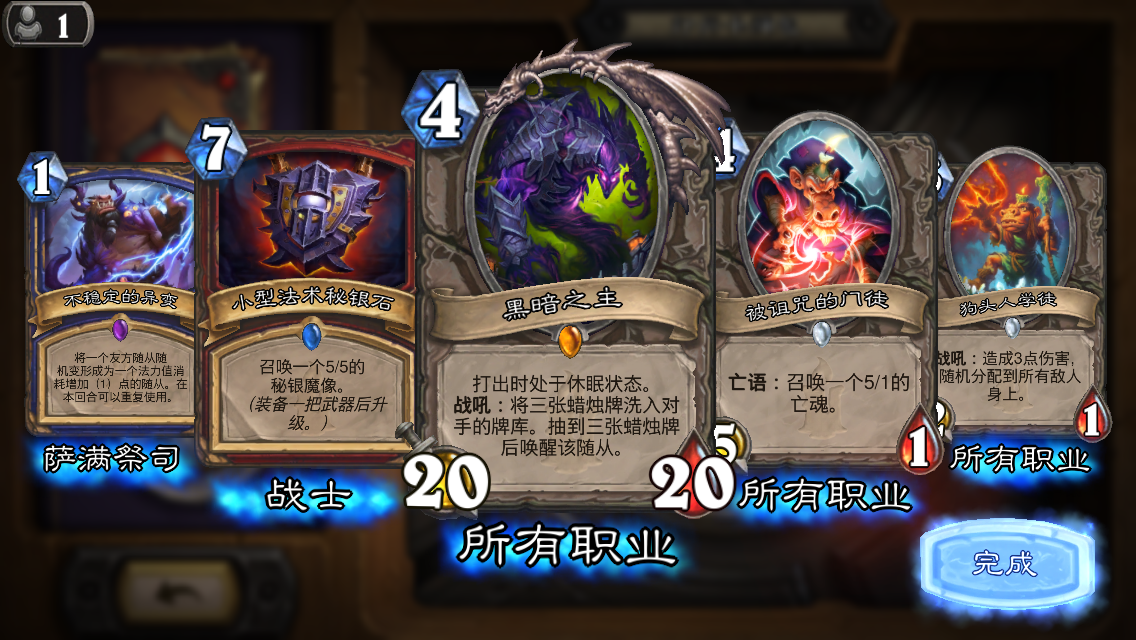 1
1
不稳定的异变
将一个友方随从随
机变形成为一个法力值消
耗增加（1）点的随从。在
本回合可以重复使用。
萨满祭司
7
小型法术秘银石
召唤一个5/5的
秘银魔像。
(装备一把武器后升
级。)
战士
4
黑暗之主
打出时处于休眠状态。
战吼：将三张蜡烛牌洗入对
手的牌库。抽到三张蜡烛牌
后唤醒该随从。
20
20
所有职业
4
被诅咒的门徒
亡语：召唤一个5/1的
亡魂。
5
1
所有职业
狗头人学徒
战吼：造成3点伤害，
随机分配到所有敌人
身上。
1
所有职业
完成